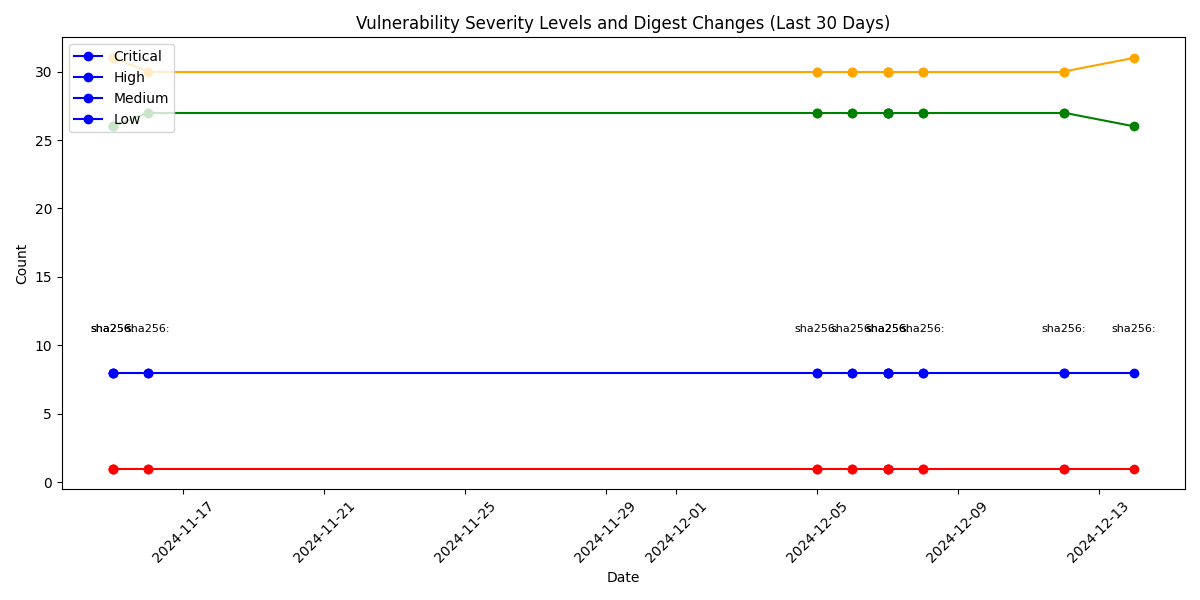 Vulnerability Severity Levels and Digest Changes (Last 30 Days)
Critical
High
Medium
Low
Count
30
25
20
15
10
5
0
sha256: sha256: sha256: sha256: sha256: sha256: sha256: sha256:
2024-11-17 2024-11-21 2024-11-25 2024-11-29 2024-12-01 2024-12-05 2024-12-09 2024-12-13
Date